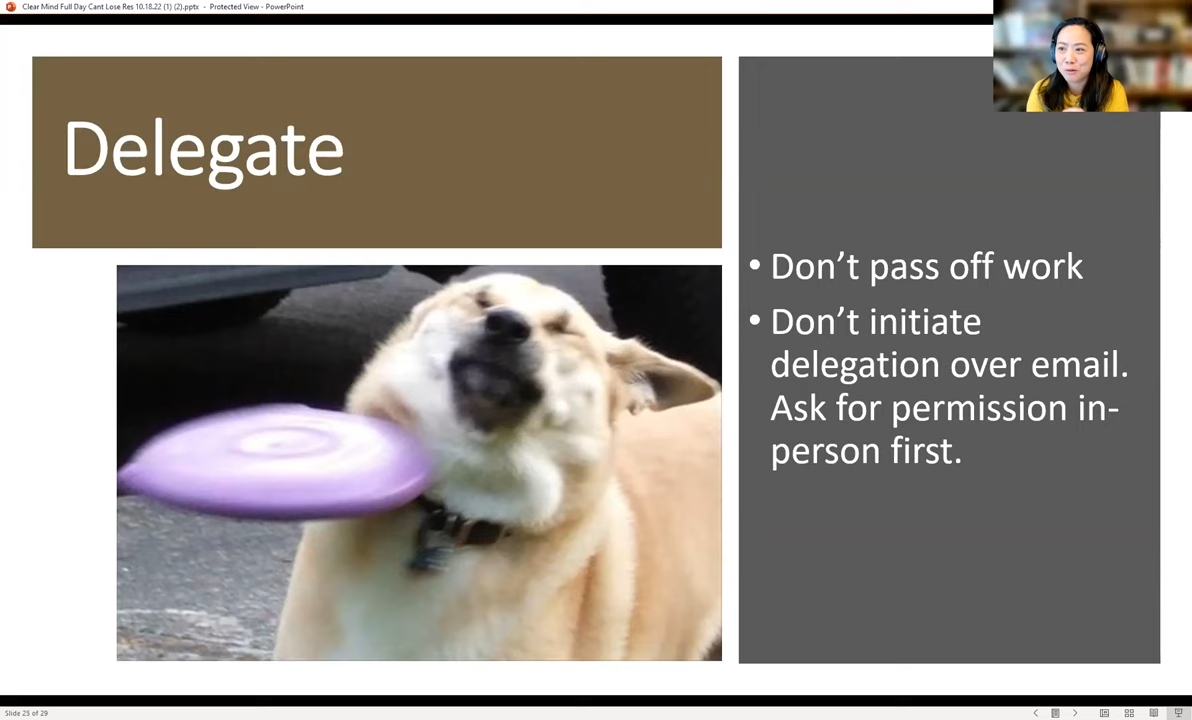 Clear Mind Full Day Cant Lose Res 10.18.22 (1) (2).pptx - Protected View - PowerPoint
Delegate
• Don’t pass off work
• Don’t initiate
delegation over email.
Ask for permission in-
person first.
Slide 25 of 29